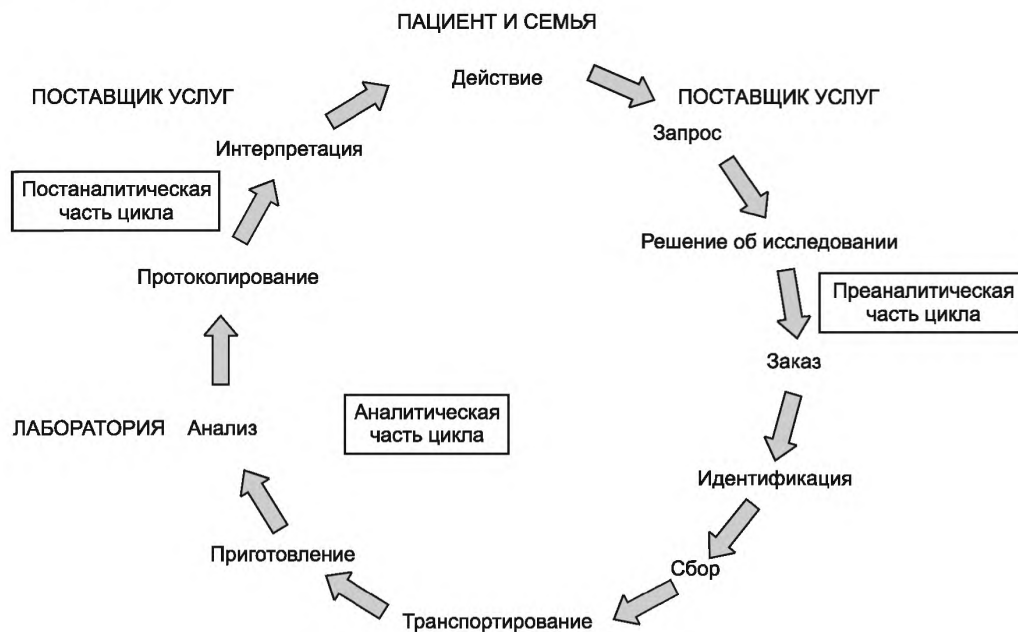 ПАЦИЕНТ И СЕМЬЯ
Действие
ПОСТАВЩИК УСЛУГ
ПОСТАВЩИК УСЛУГ
Запрос
Интерпретация
Постаналитическая
часть цикла
Решение об исследовании
Протоколирование
Преаналитическая
часть цикла
Заказ
ЛАБОРАТОРИЯ Анализ
Аналитическая
часть цикла
Идентификация
Приготовление
Сбор
Транспортирование